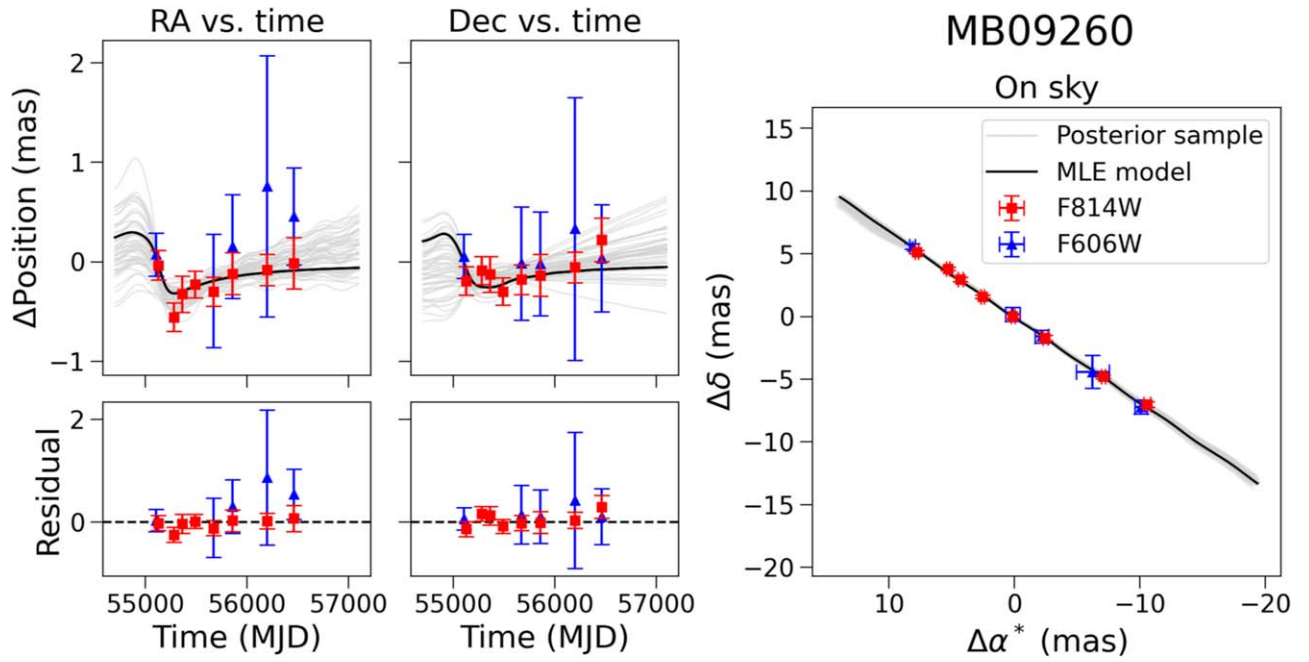 RA vs. time
Dec vs. time
MB09260
On sky
ΔPosition (mas)
2
1
0
−1
Residual
2
0
55000 56000 57000
55000 56000 57000
Time (MJD)
Time (MJD)
Δδ (mas)
15
10
5
0
−5
−10
−15
−20
10 0 −10 −20
Δα* (mas)
Posterior sample
MLE model
F814W
F606W